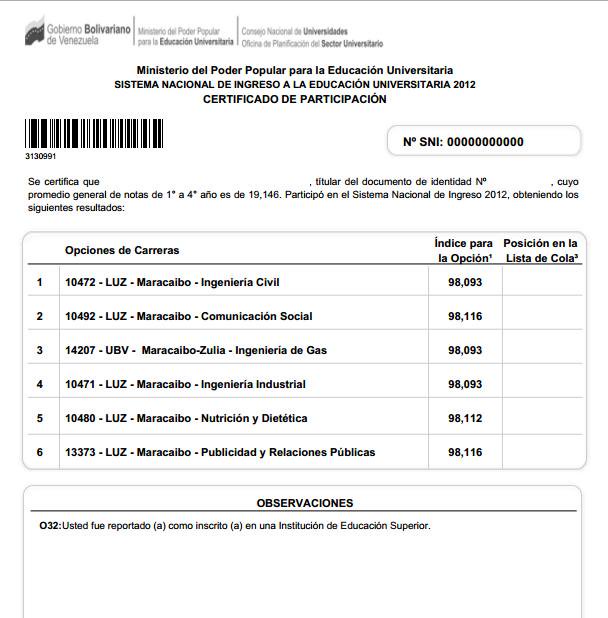 Gobierno Bolivariano de Venezuela
Ministerio del Poder Popular para la Educación Universitaria
Consejo Nacional de Universidades
Oficina de Planificación del Sector Universitario
Ministerio del Poder Popular para la Educación Universitaria
SISTEMA NACIONAL DE INGRESO A LA EDUCACIÓN UNIVERSITARIA 2012
CERTIFICADO DE PARTICIPACIÓN
3130991
Nº SNI: 00000000000
Se certifica que , títular del documento de identidad Nº , cuyo
promedio general de notas de 1° a 4° año es de 19,146. Participó en el Sistema Nacional de Ingreso 2012, obteniendo los
siguientes resultados:
Opciones de Carreras Índice para la Opción¹ Posición en la Lista de Cola³
1 10472 - LUZ - Maracaibo - Ingeniería Civil 98,093
2 10492 - LUZ - Maracaibo - Comunicación Social 98,116
3 14207 - UBV - Maracaibo-Zulia - Ingeniería de Gas 98,093
4 10471 - LUZ - Maracaibo - Ingeniería Industrial 98,093
5 10480 - LUZ - Maracaibo - Nutrición y Dietética 98,112
6 13373 - LUZ - Maracaibo - Publicidad y Relaciones Públicas 98,116
OBSERVACIONES
O32:Usted fue reportado (a) como inscrito (a) en una Institución de Educación Superior.